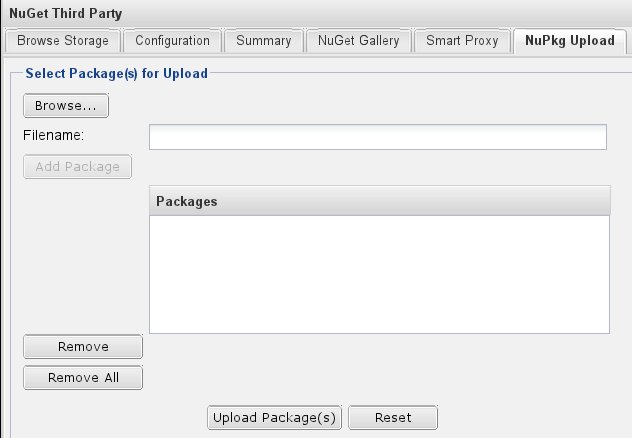 NuGet Third Party
Browse Storage Configuration Summary NuGet Gallery Smart Proxy NuPkg Upload
Select Package(s) for Upload
Browse...
Filename:
Add Package
Packages
Remove
Remove All
Upload Package(s) Reset